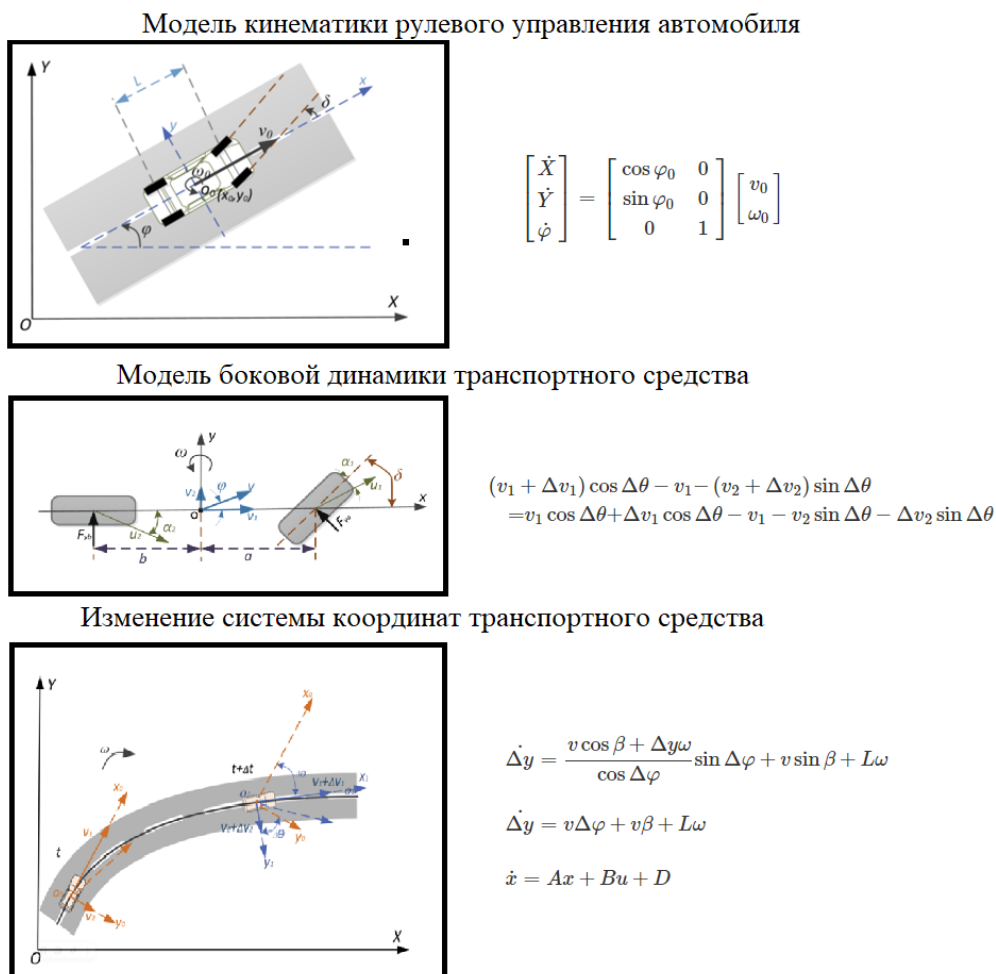 Модель кинематики рулевого управления автомобиля
Y
L
x
y
δ
v₀
ω₀
O₀(x₀,y₀)
φ
X
O
[Ẋ Ẏ φ̇] = [cos φ₀ 0 sin φ₀ 0 0 1] [v₀ ω₀]
Модель боковой динамики транспортного средства
y
ω
α₁
δ
φ
v
u₁
x
v₂
v₁
o
α₂
u₂
b
a
(v₁ + Δv₁) cos Δθ − v₁ − (v₂ + Δv₂) sin Δθ
=v₁ cos Δθ+Δv₁ cos Δθ − v₁ − v₂ sin Δθ − Δv₂ sin Δθ
Изменение системы координат транспортного средства
Y
x₀
ω
t+Δt
x₁
v₁+Δv₁
x₀
v₁
v₂+Δv₂
y₀
t
y₁
v₂
y₀
X
O
Δẏ = (v cos β + Δyω)/(cos Δφ) sin Δφ + v sin β + Lω
Δẏ = vΔφ + vβ + Lω
ẋ = Ax + Bu + D